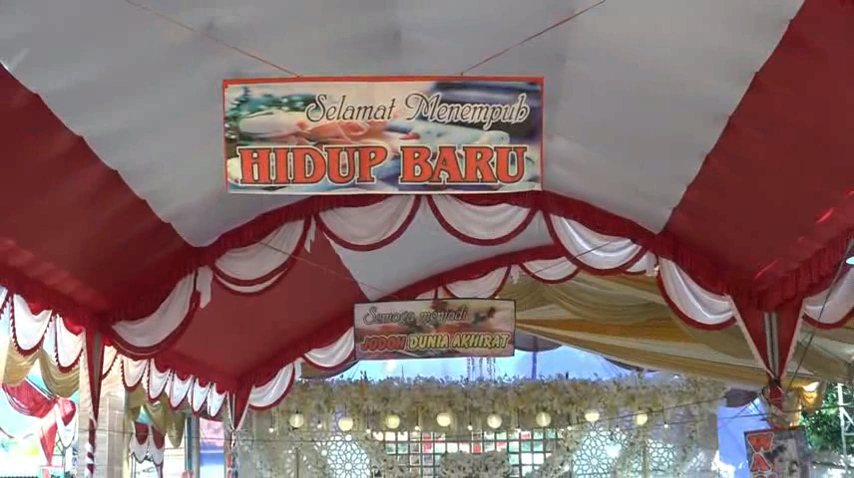 Selamat Menempuh
HIDUP BARU
Semoga menjadi
JODOH DUNIA AKHIRAT